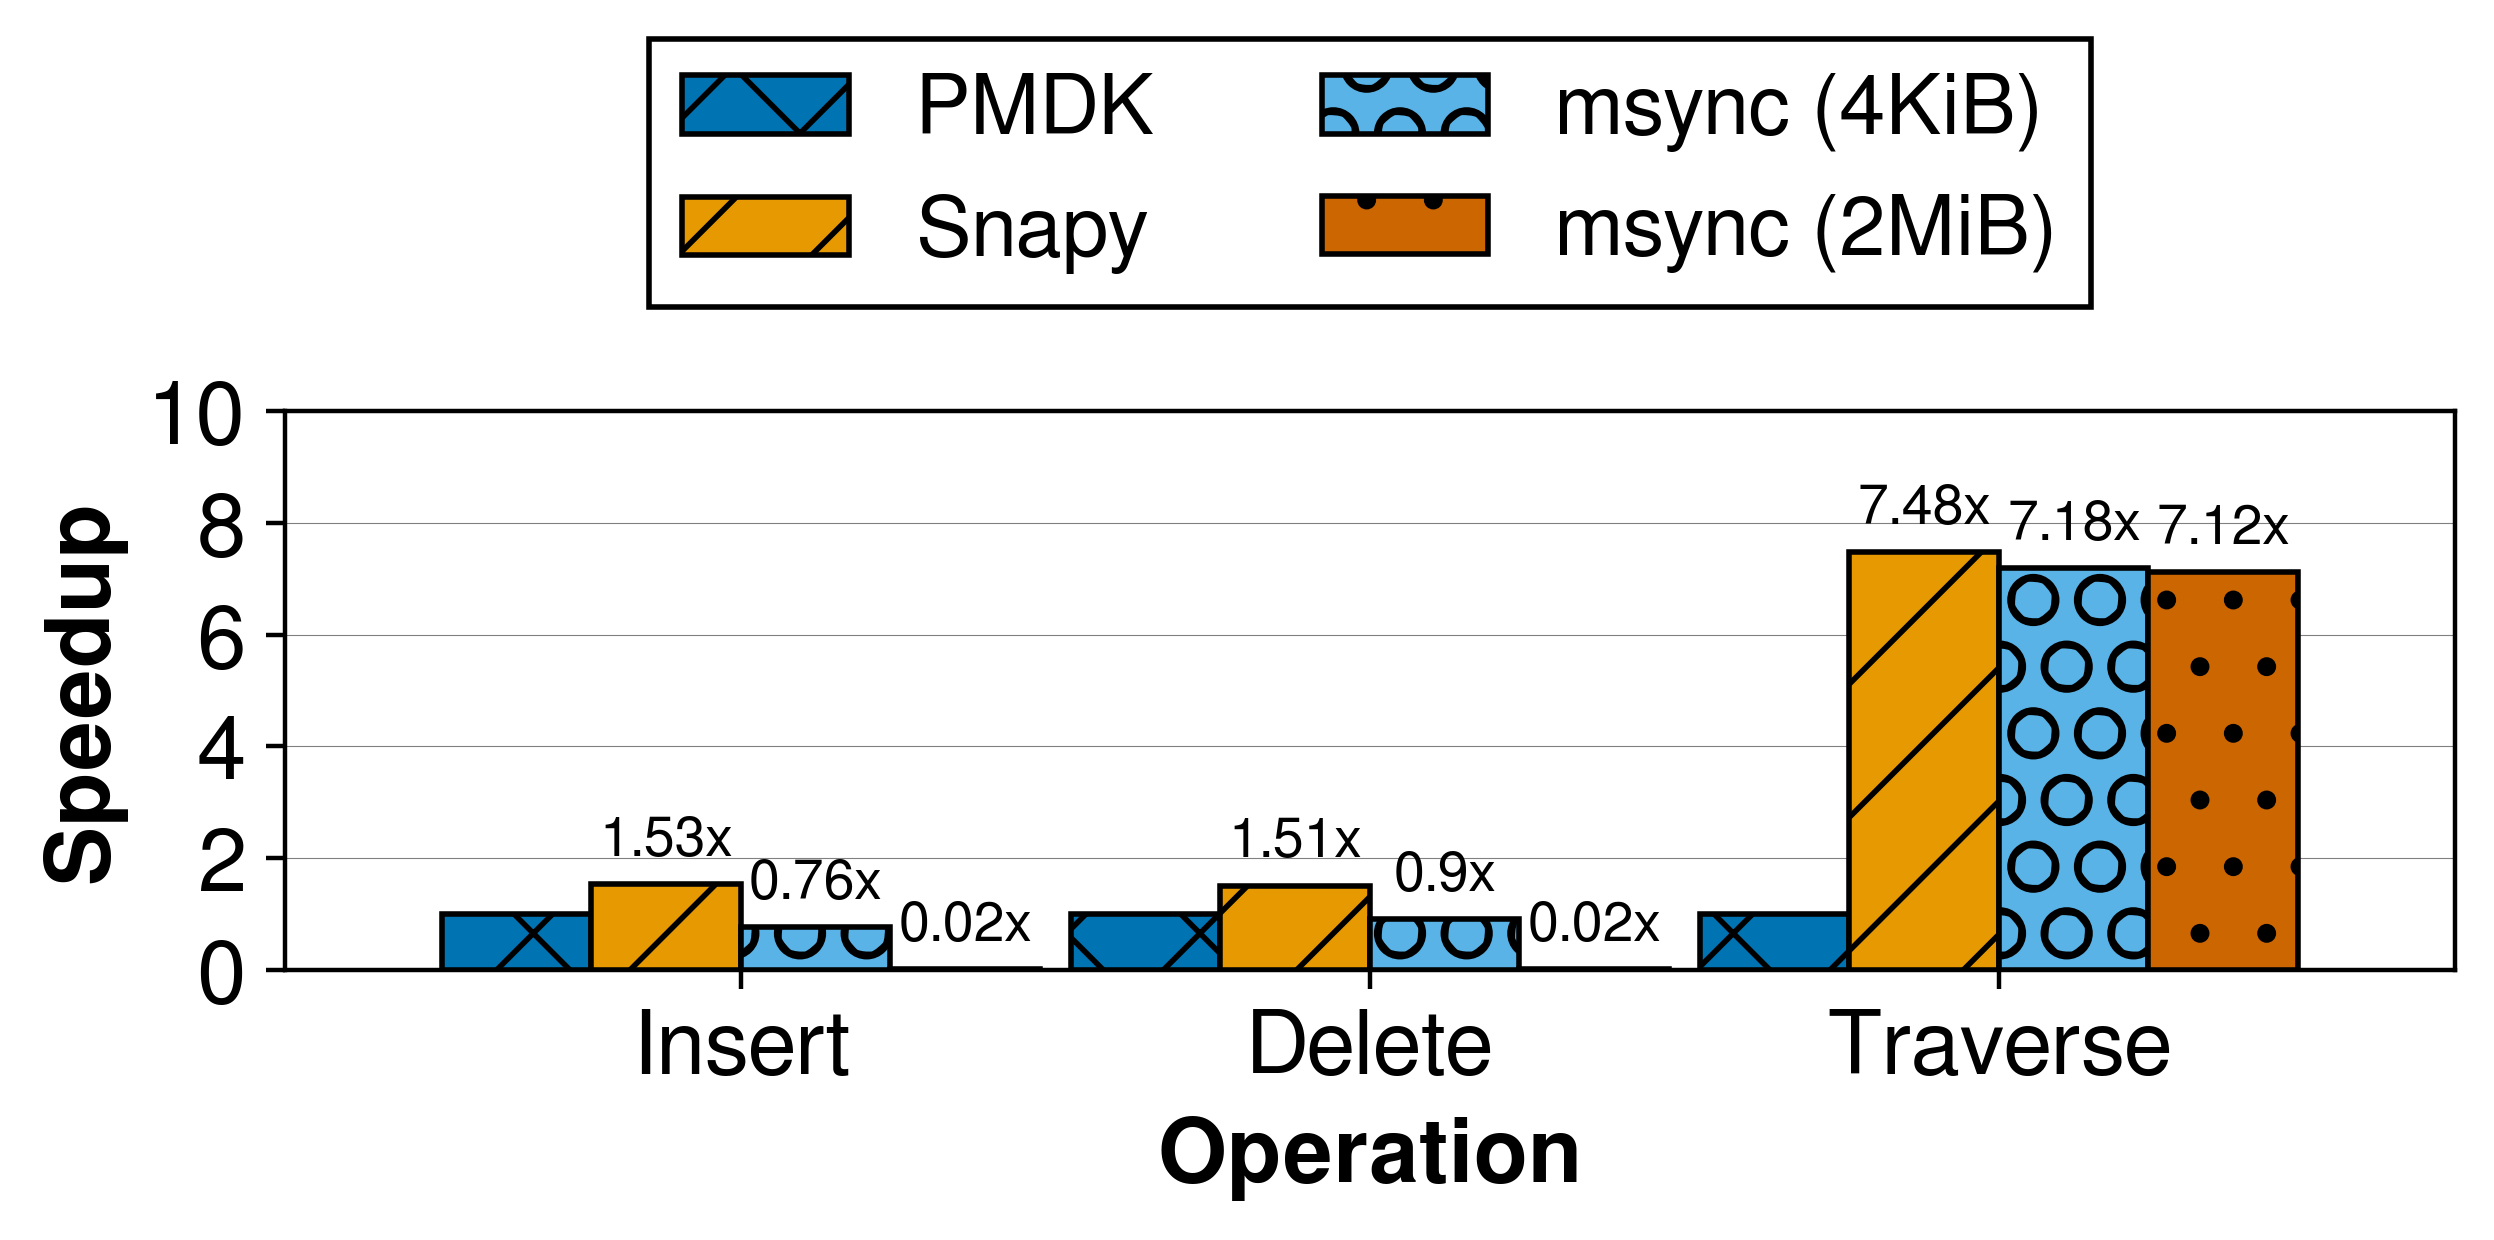 PMDK
msync (4KiB)
Snapy
msync (2MiB)
Speedup
10
8
6
4
2
0
1.53x
0.76x
0.02x
1.51x
0.9x
0.02x
7.48x
7.18x
7.12x
Insert
Delete
Traverse
Operation